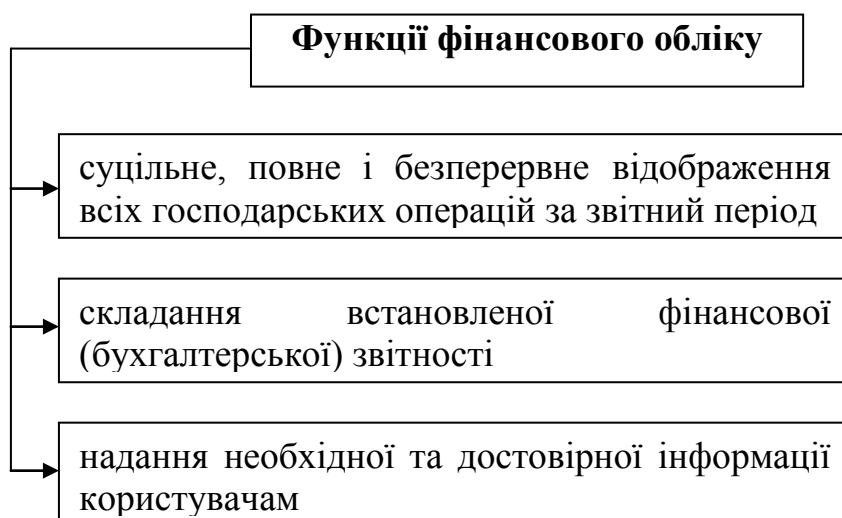 Функції фінансового обліку
суцільне, повне і безперервне відображення
всіх господарських операцій за звітний період
складання встановленої фінансової
(бухгалтерської) звітності
надання необхідної та достовірної інформації
користувачам